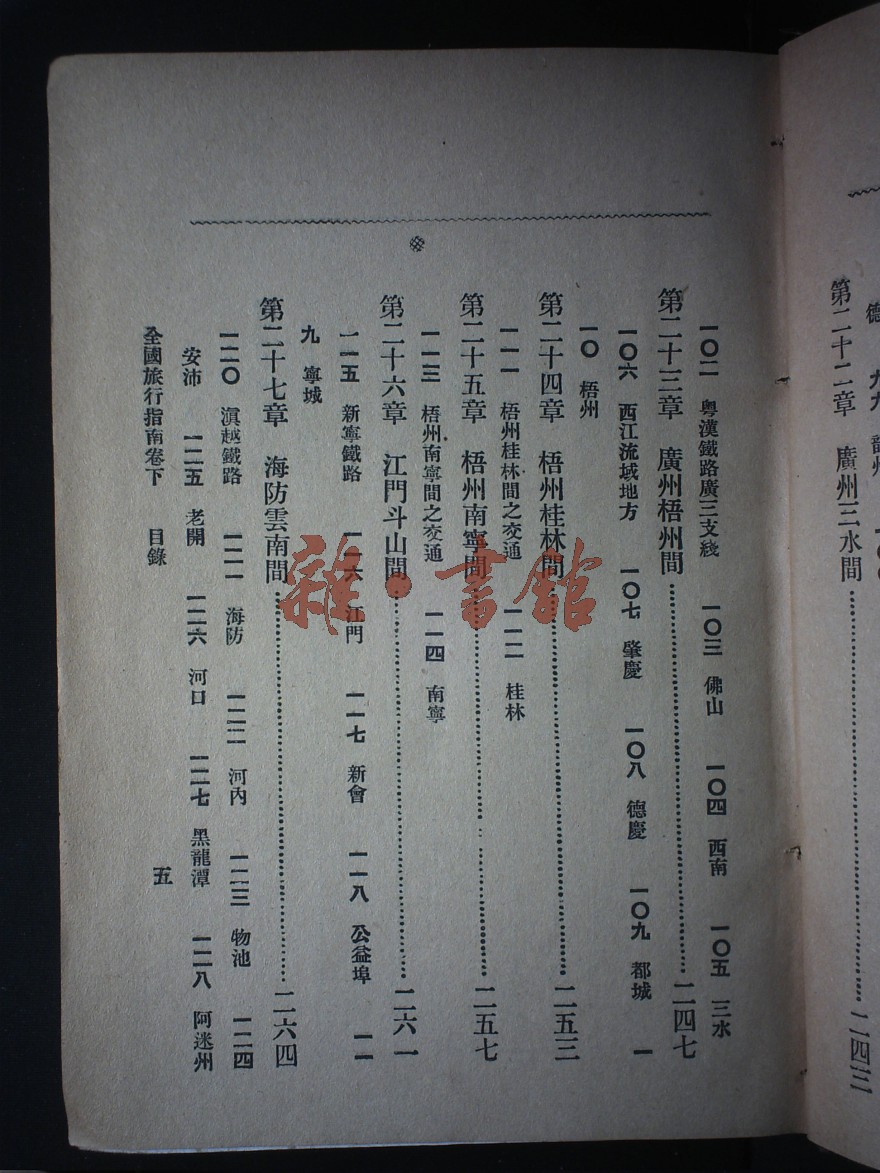 德
九九
韶州
第二十二章　廣州三水間……二四三
一〇二　粵漢鐵路廣三支綫　一〇三　佛山　一〇四　西南　一〇五　三水
第二十三章　廣州梧州間……二四七
一〇六　西江流域地方　一〇七　肇慶　一〇八　德慶　一〇九　都城　一
一〇　梧州
第二十四章　梧州桂林間……二五三
一一一　梧州桂林間之交通　一一二　桂林
第二十五章　梧州南寧間……二五七
一一三　梧州南寧間之交通　一一四　南寧
第二十六章　江門斗山間……二六一
一一五　新寧鐵路　一一六　江門　一一七　新會　一一八　公益埠　一一
九　寧城
第二十七章　海防雲南間……二六四
一二〇　滇越鐵路　一二一　海防　一二二　河內　一二三　物池　一二四
安沛　一二五　老開　一二六　河口　一二七　黑龍潭　一二八　阿迷州
全國旅行指南卷下　目錄　五
雜·書館